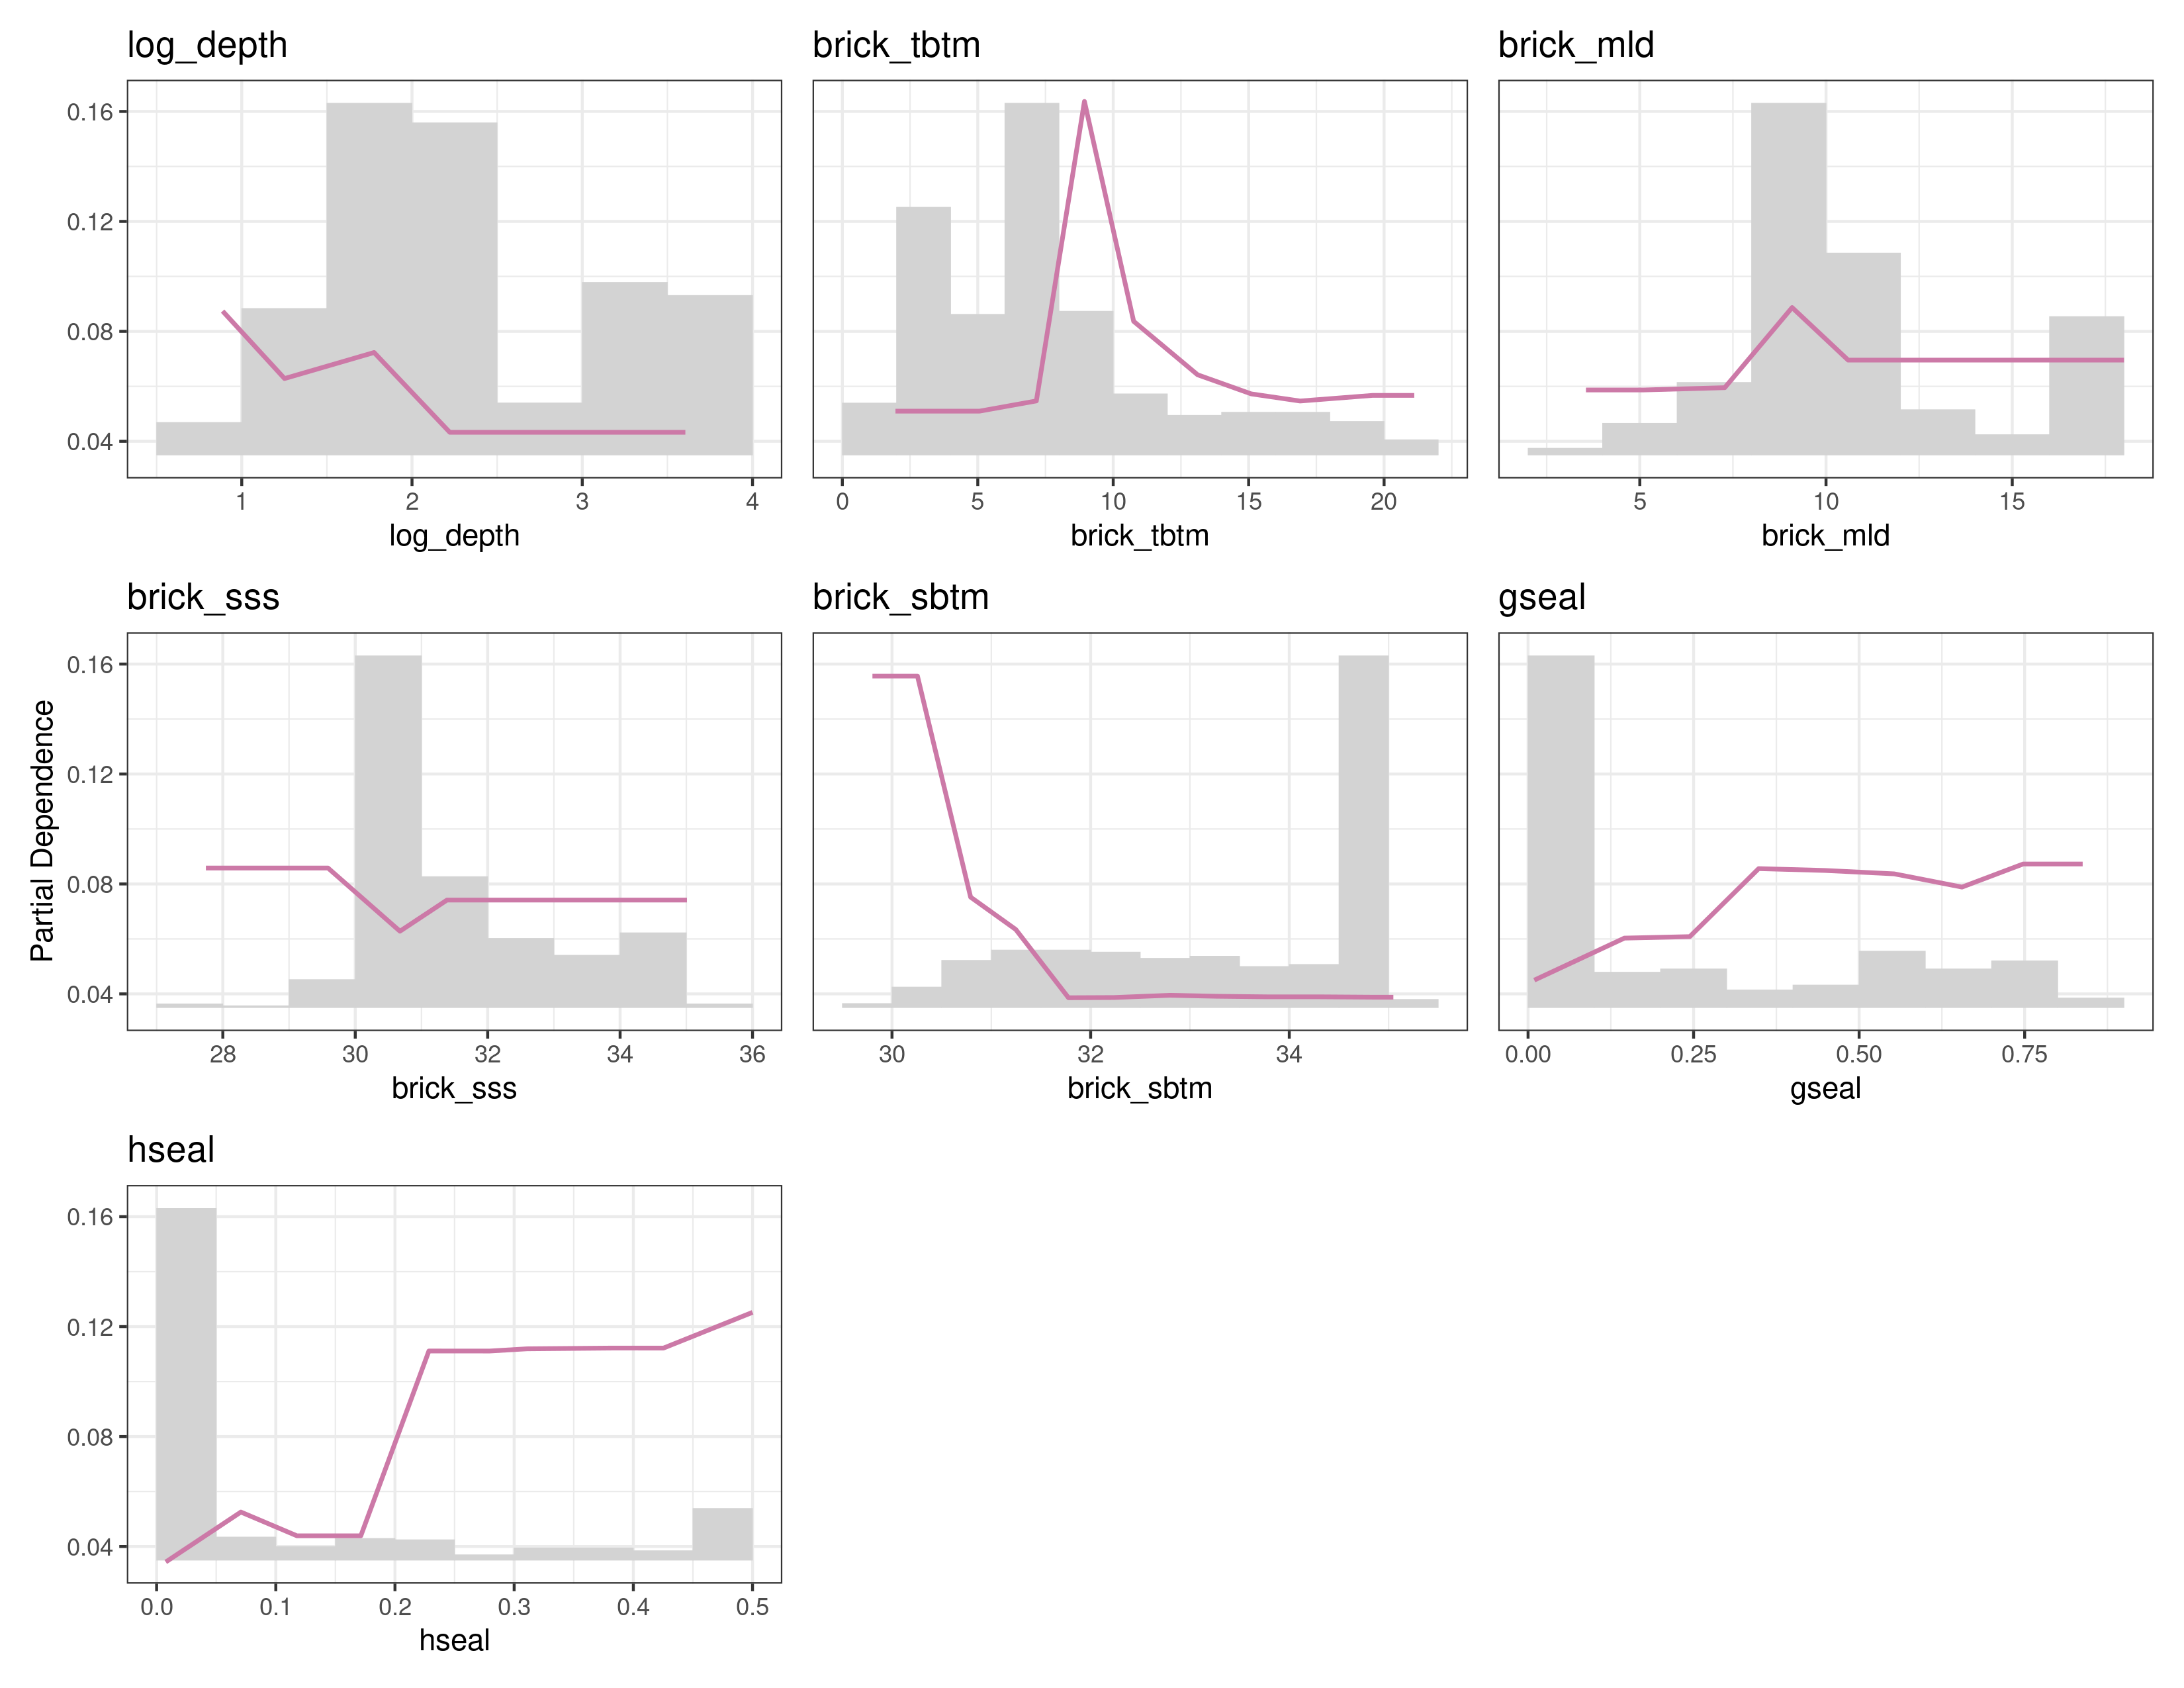 log_depth
brick_tbtm
brick_mld
0.16
0.12
0.08
0.04
1 2 3 4
0 5 10 15 20
5 10 15
log_depth
brick_tbtm
brick_mld
brick_sss
brick_sbtm
gseal
Partial Dependence
0.16
0.12
0.08
0.04
28 30 32 34 36
30 32 34
0.00 0.25 0.50 0.75
brick_sss
brick_sbtm
gseal
hseal
0.16
0.12
0.08
0.04
0.0 0.1 0.2 0.3 0.4 0.5
hseal